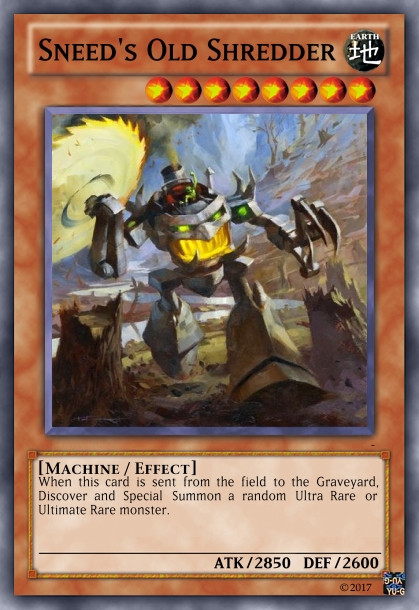 Sneed's Old Shredder
EARTH
地
[Machine / Effect]
When this card is sent from the field to the Graveyard,
Discover and Special Summon a random Ultra Rare or
Ultimate Rare monster.
ATK/2850 DEF/2600
©2017